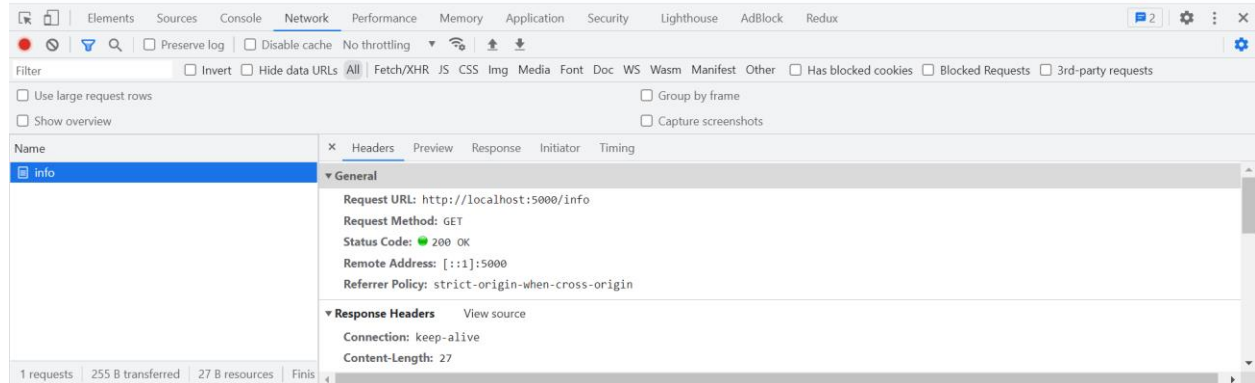 Elements Sources Console Network Performance Memory Application Security Lighthouse AdBlock Redux 2
Preserve log Disable cache No throttling
Filter Invert Hide data URLs All Fetch/XHR JS CSS Img Media Font Doc WS Wasm Manifest Other Has blocked cookies Blocked Requests 3rd-party requests
Use large request rows Group by frame
Show overview Capture screenshots
Name Headers Preview Response Initiator Timing
info
General
Request URL: http://localhost:5000/info
Request Method: GET
Status Code: 200 OK
Remote Address: [::1]:5000
Referrer Policy: strict-origin-when-cross-origin
Response Headers View source
Connection: keep-alive
Content-Length: 27
1 requests 255 B transferred 27 B resources Finis